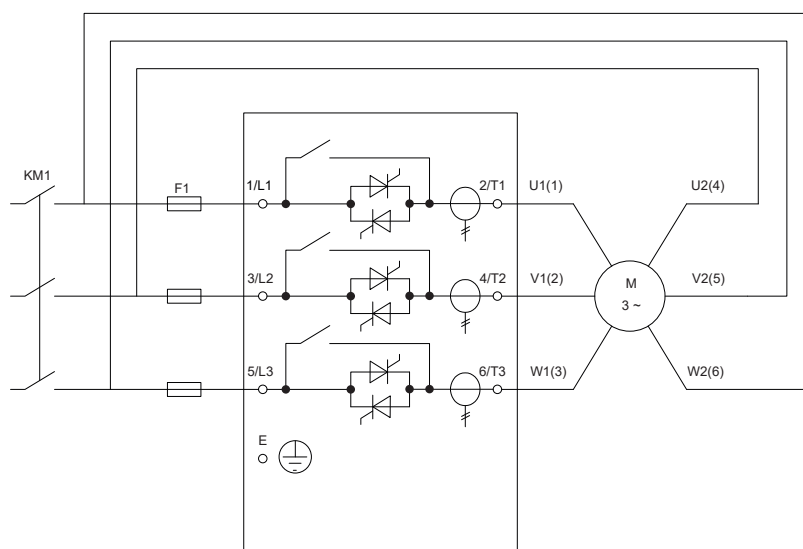 KM1
F1
1/L1
2/T1
U1(1)
U2(4)
3/L2
4/T2
V1(2)
M
3 ~
V2(5)
5/L3
6/T3
W1(3)
W2(6)
E